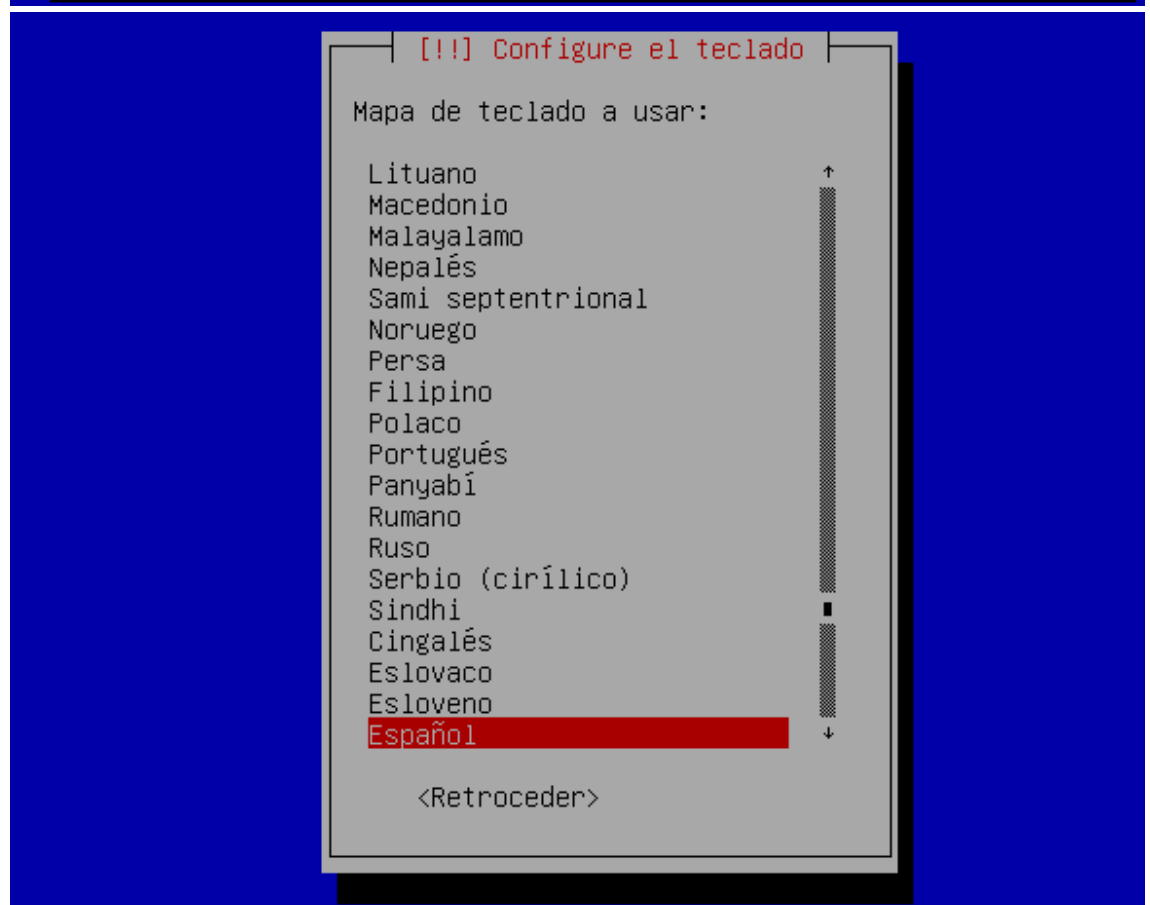 [!!] Configure el teclado
Mapa de teclado a usar:
Lituano
Macedonio
Malayalamo
Nepalés
Sami septentrional
Noruego
Persa
Filipino
Polaco
Portugués
Panyabí
Rumano
Ruso
Serbio (cirílico)
Sindhi
Cingalés
Eslovaco
Esloveno
Español
<Retroceder>